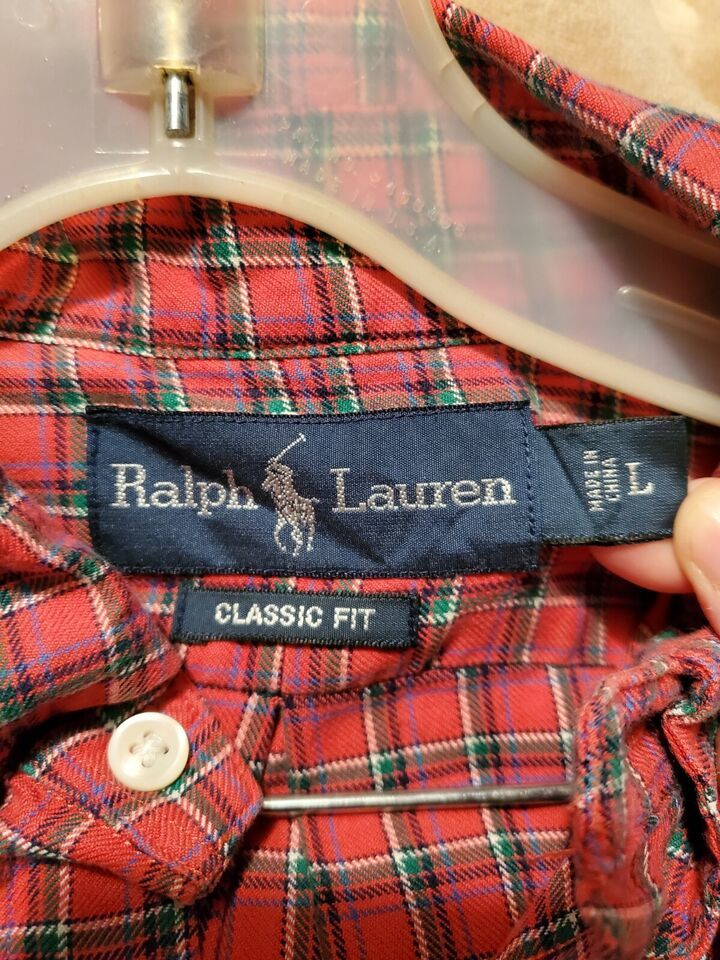 Ralph Lauren
MADE IN
CHINA
L
CLASSIC FIT